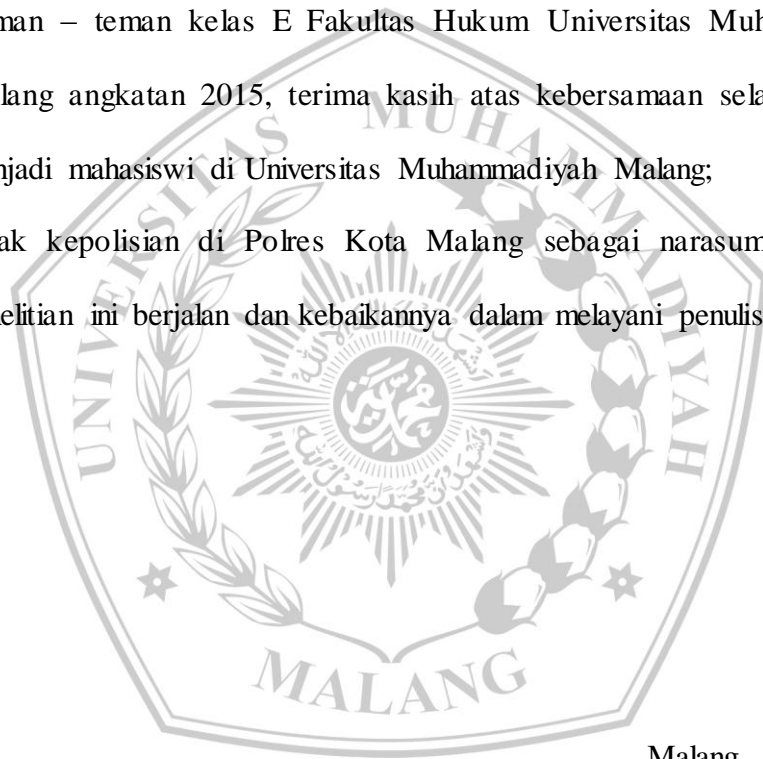 man – teman kelas E Fakultas Hukum Universitas Muh
lang angkatan 2015, terima kasih atas kebersamaan sela
njadi mahasiswi di Universitas Muhammadiyah Malang;
ak kepolisian di Polres Kota Malang sebagai narasum
elitian ini berjalan dan kebaikannya dalam melayani penulis
UNIVERSITAS MUHAMMADIYAH
MALANG
Malang